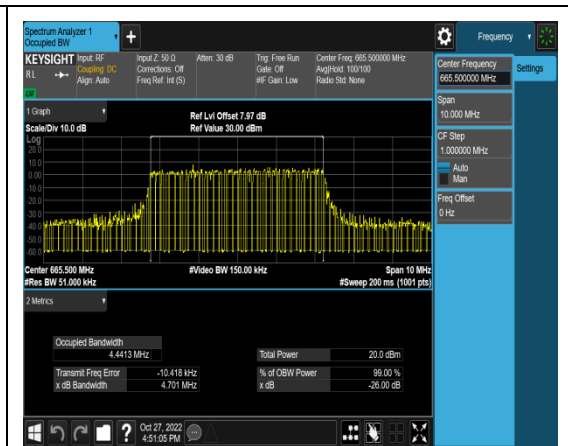 Spectrum Analyzer 1
Occupied BW
+
Frequency
KEYSIGHT
RL
Input: RF
Coupling: DC
Align: Auto
Input Z: 50 Ω
Corrections: Off
Freq Ref: Int (S)
Atten: 30 dB
Trig: Free Run
Gate: Off
#IF Gain: Low
Center Freq: 665.500000 MHz
Avg|Hold: 100/100
Radio Std: None
Center Frequency
665.500000 MHz
Settings
Span
10.000 MHz
CF Step
1.000000 MHz
Auto
Man
Freq Offset
0 Hz
1 Graph
Scale/Div 10.0 dB
Ref Lvl Offset 7.97 dB
Ref Value 30.00 dBm
Log
20.0
10.0
0.00
-10.0
-20.0
-30.0
-40.0
-50.0
-60.0
Center 665.500 MHz
#Video BW 150.00 kHz
Span 10 MHz
#Res BW 51.000 kHz
#Sweep 200 ms (1001 pts)
2 Metrics
Occupied Bandwidth
4.4413 MHz
Total Power
20.0 dBm
Transmit Freq Error
-10.418 kHz
% of OBW Power
99.00 %
x dB Bandwidth
4.701 MHz
x dB
-26.00 dB
?
Oct 27, 2022
4:51:05 PM